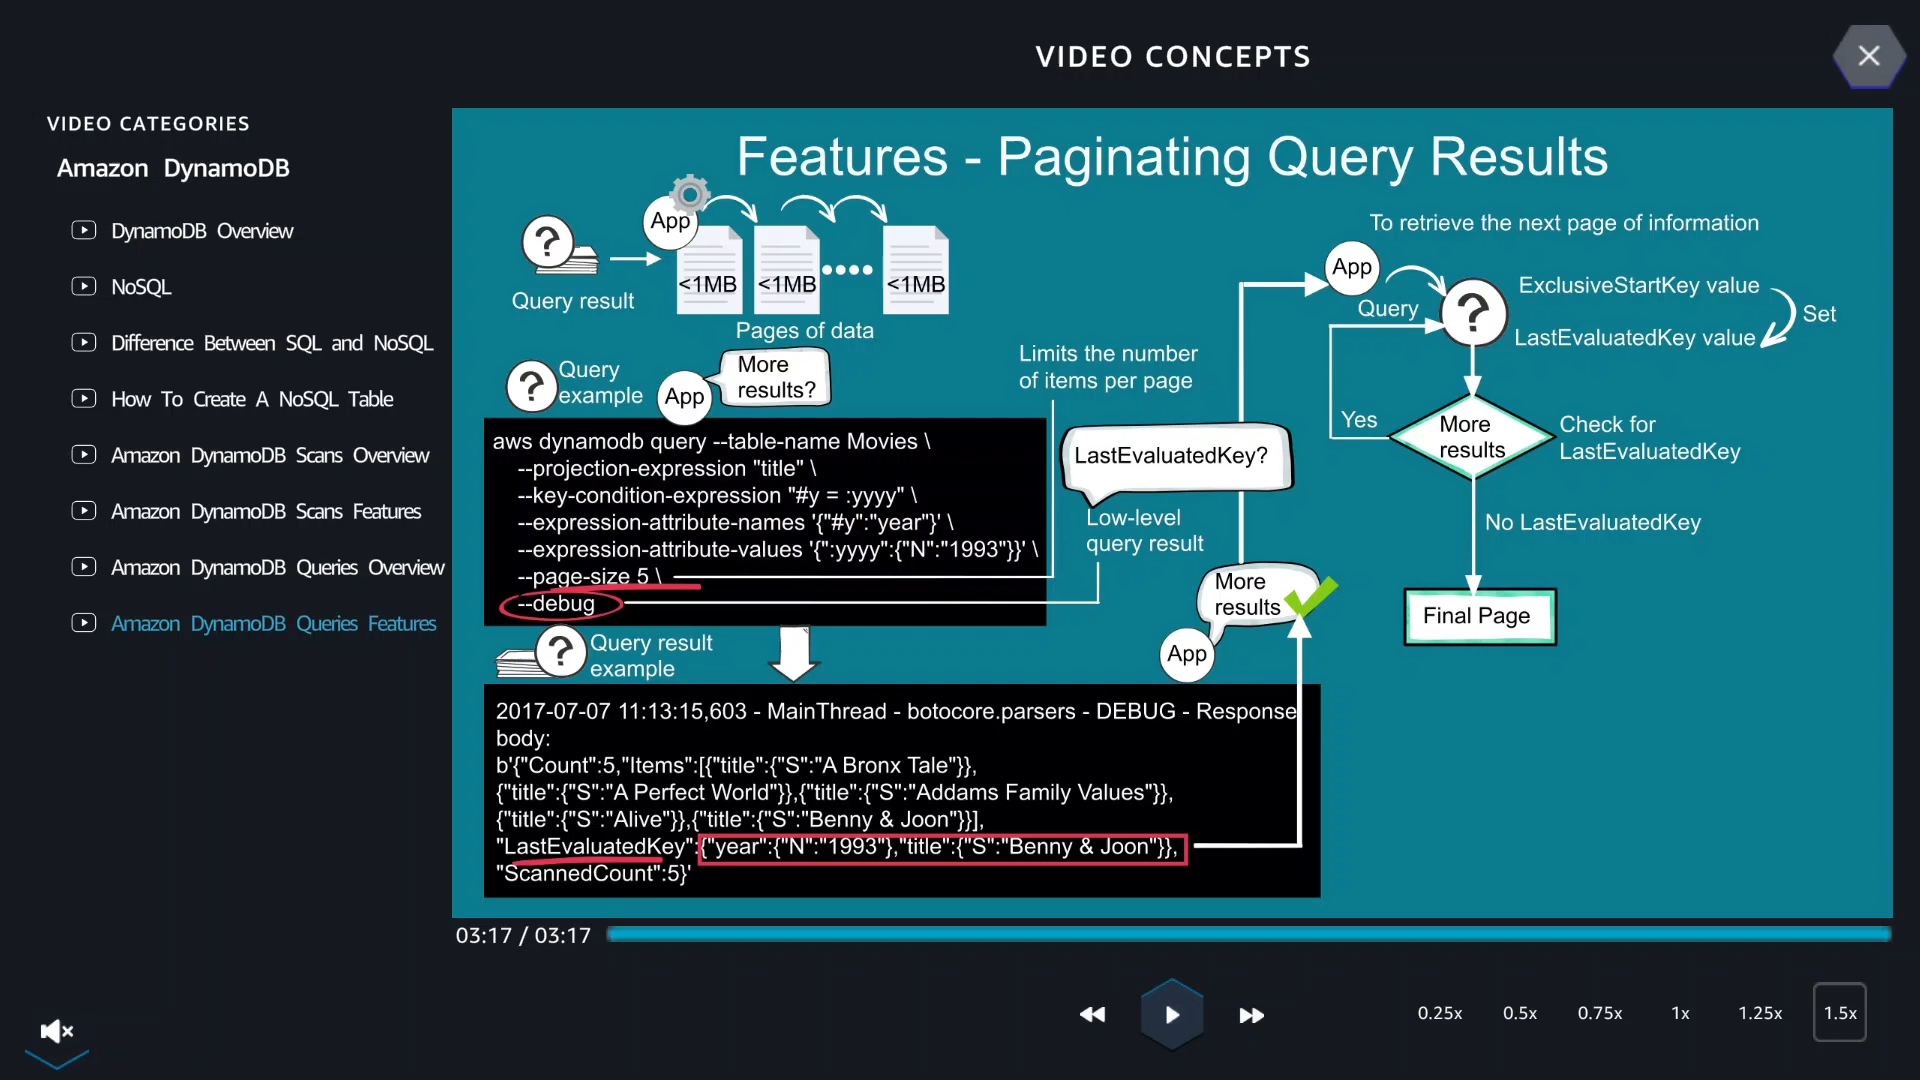 VIDEO CONCEPTS
VIDEO CATEGORIES
Amazon DynamoDB
DynamoDB Overview
NoSQL
Difference Between SQL and NoSQL
How To Create A NoSQL Table
Amazon DynamoDB Scans Overview
Amazon DynamoDB Scans Features
Amazon DynamoDB Queries Overview
Amazon DynamoDB Queries Features
Features - Paginating Query Results
?
Query result
App
<1MB
<1MB
<1MB
Pages of data
?
Query
example
App
More
results?
aws dynamodb query --table-name Movies \
--projection-expression "title" \
--key-condition-expression "#y = :yyyy" \
--expression-attribute-names '{"#y":"year"}' \
--expression-attribute-values '{":yyyy":{"N":"1993"}}' \
--page-size 5 \
--debug
Limits the number
of items per page
LastEvaluatedKey?
Low-level
query result
?
Query result
example
2017-07-07 11:13:15,603 - MainThread - botocore.parsers - DEBUG - Response
body:
b'{"Count":5,"Items":[{"title":{"S":"A Bronx Tale"}},
{"title":{"S":"A Perfect World"}},{"title":{"S":"Addams Family Values"}},
{"title":{"S":"Alive"}},{"title":{"S":"Benny & Joon"}}],
"LastEvaluatedKey":{"year":{"N":"1993"},"title":{"S":"Benny & Joon"}},
"ScannedCount":5}'
More
results
App
To retrieve the next page of information
App
Query
?
ExclusiveStartKey value
Set
LastEvaluatedKey value
Yes
More
results
Check for
LastEvaluatedKey
No LastEvaluatedKey
Final Page
03:17 / 03:17
0.25x
0.5x
0.75x
1x
1.25x
1.5x